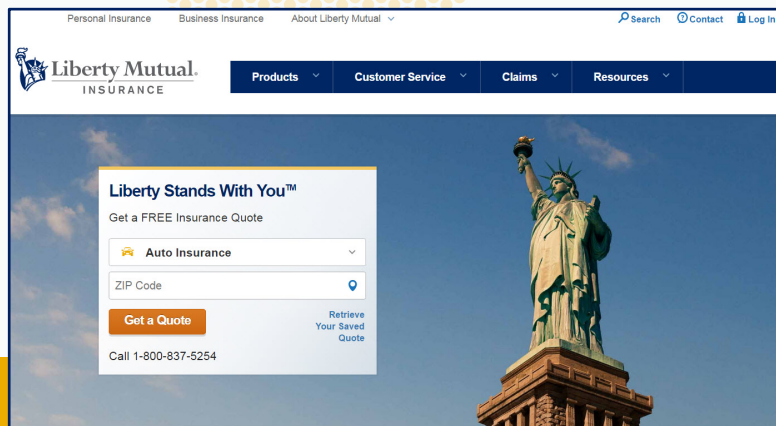 Personal Insurance Business Insurance About Liberty Mutual Search Contact Log In
Liberty Mutual.
INSURANCE
Products Customer Service Claims Resources
Liberty Stands With You™
Get a FREE Insurance Quote
Auto Insurance
ZIP Code
Get a Quote
Retrieve
Your Saved
Quote
Call 1-800-837-5254